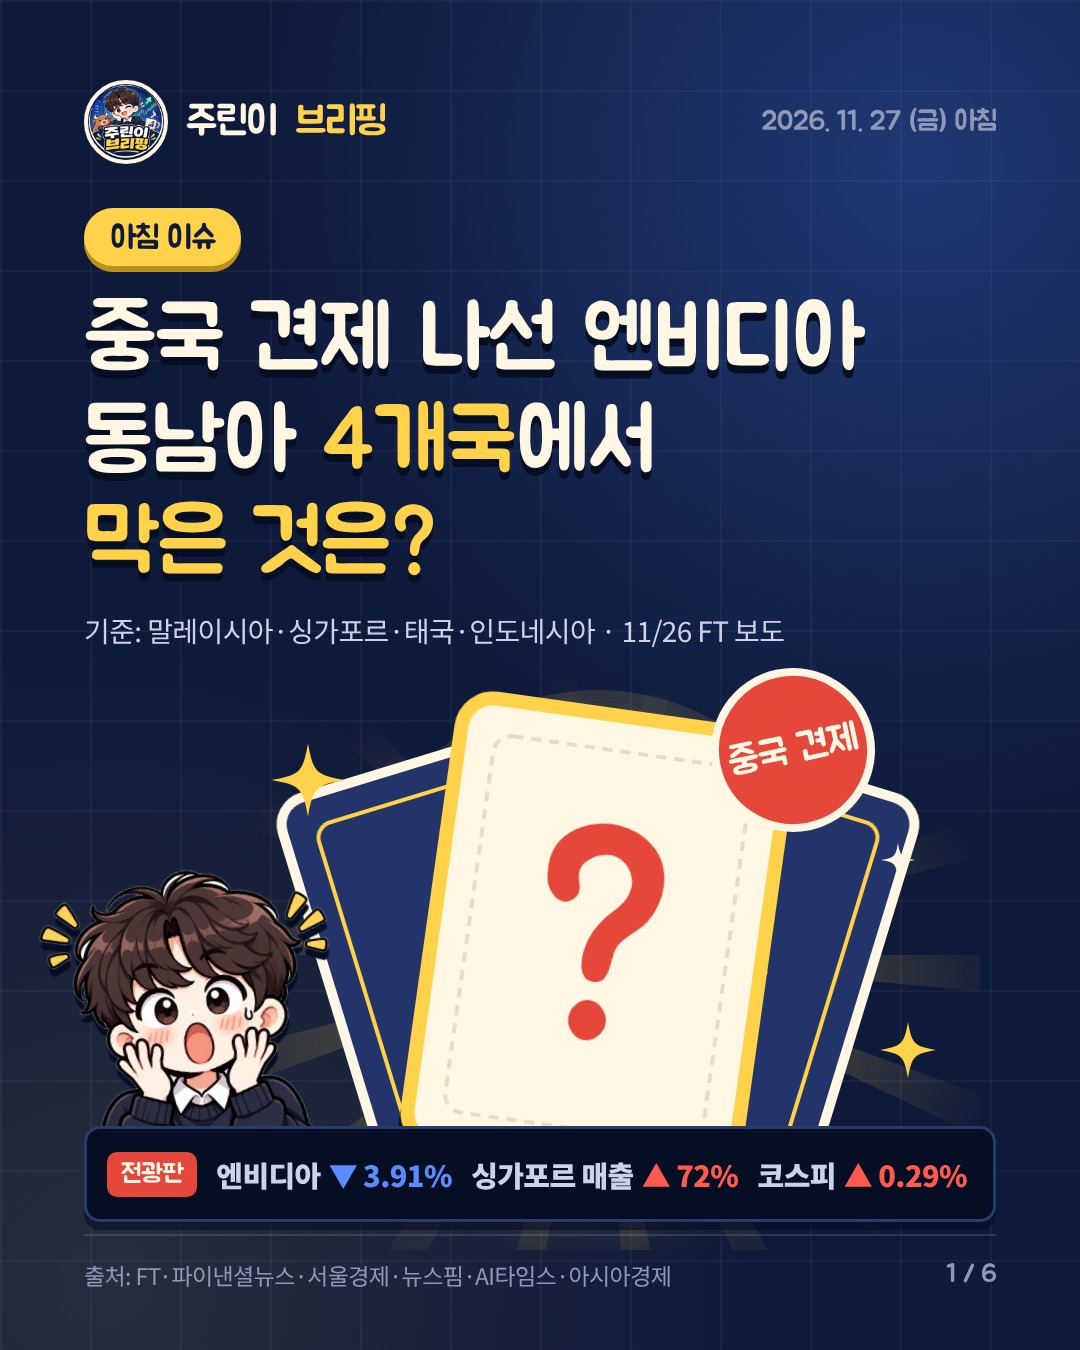 주린이 브리핑
주린이 브리핑
2026. 11. 27 (금) 아침
아침 이슈
중국 견제 나선 엔비디아
동남아 4개국에서
막은 것은?
기준: 말레이시아·싱가포르·태국·인도네시아 · 11/26 FT 보도
중국 견제
?
전광판 엔비디아 ▼ 3.91% 싱가포르 매출 ▲ 72% 코스피 ▲ 0.29%
출처: FT·파이낸셜뉴스·서울경제·뉴스핌·AI타임스·아시아경제
1 / 6